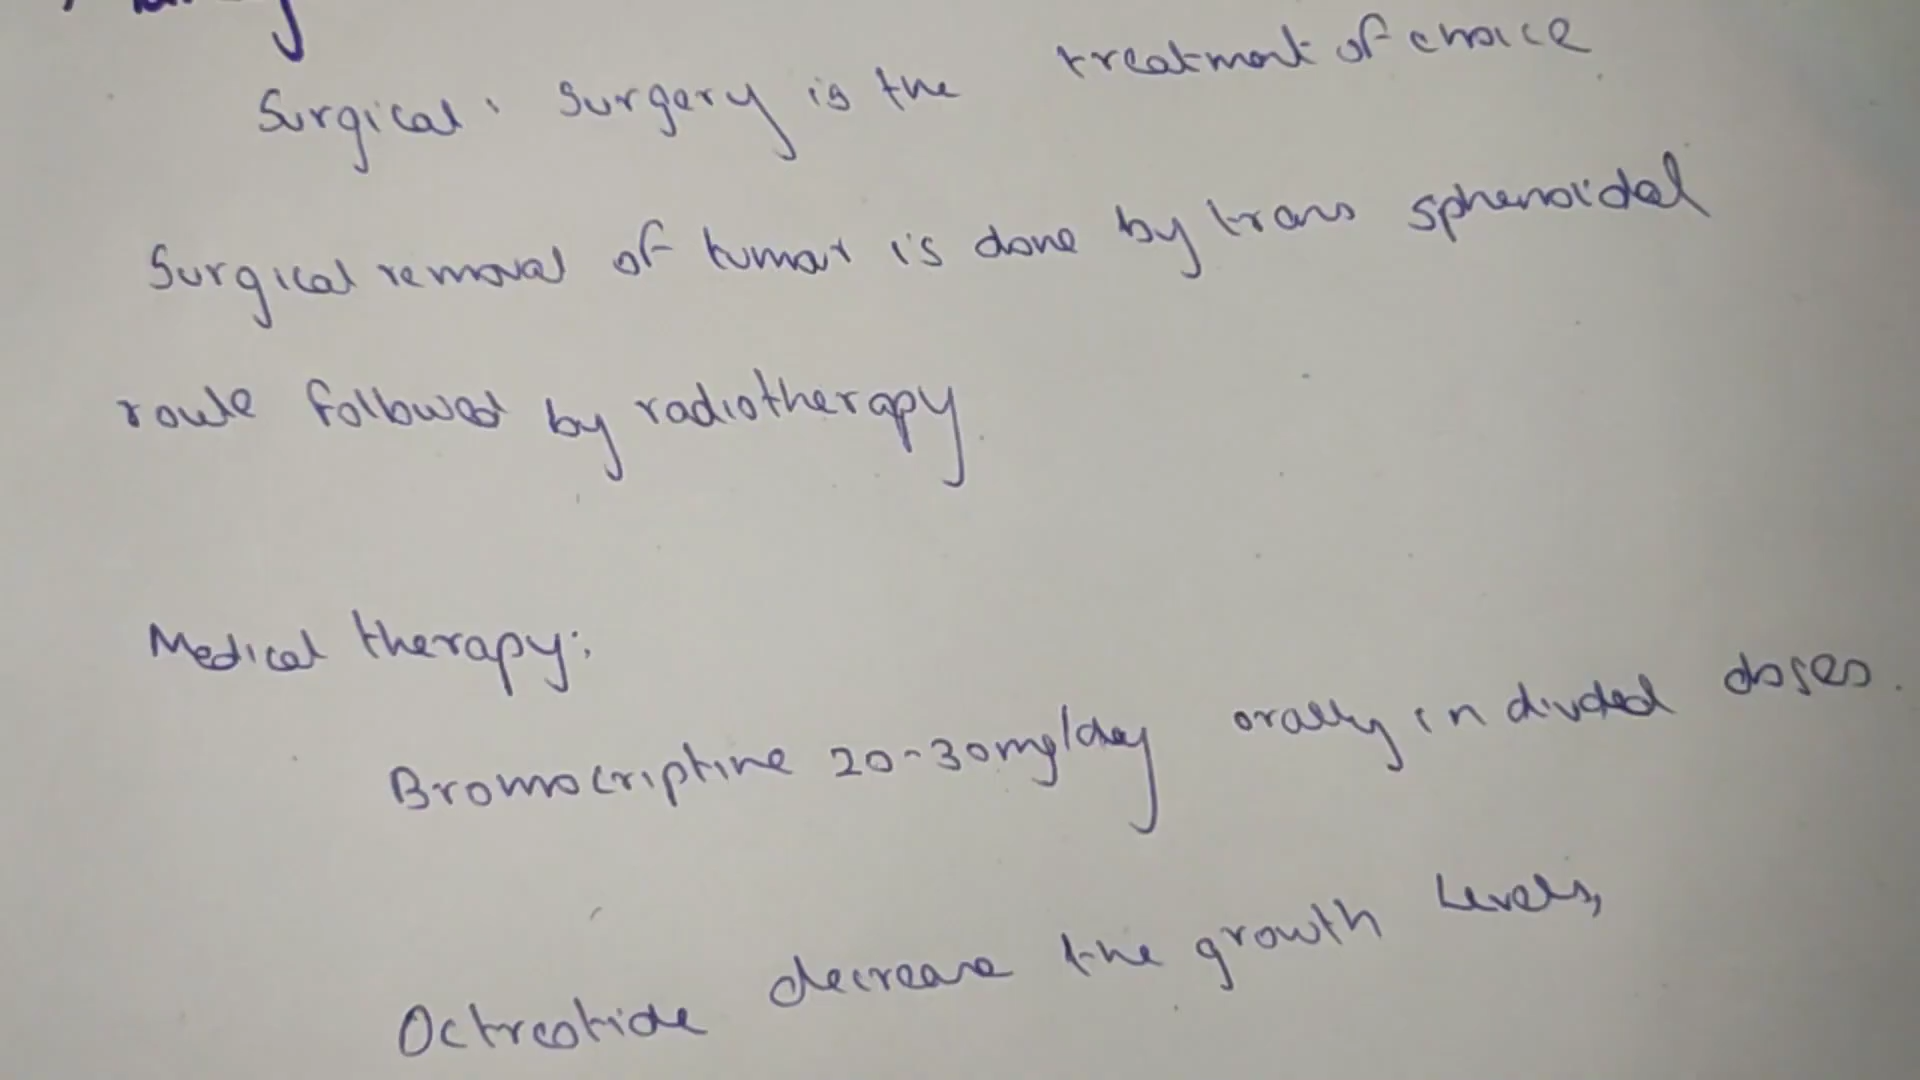 Surgical: Surgery is the treatment of choice
Surgical removal of tumar is done by trans sphenoidal
route followed by radiotherapy.
Medical therapy:
Bromocriptine 20-30mg/day orally in divided doses.
Octreotide decrease the growth levels,